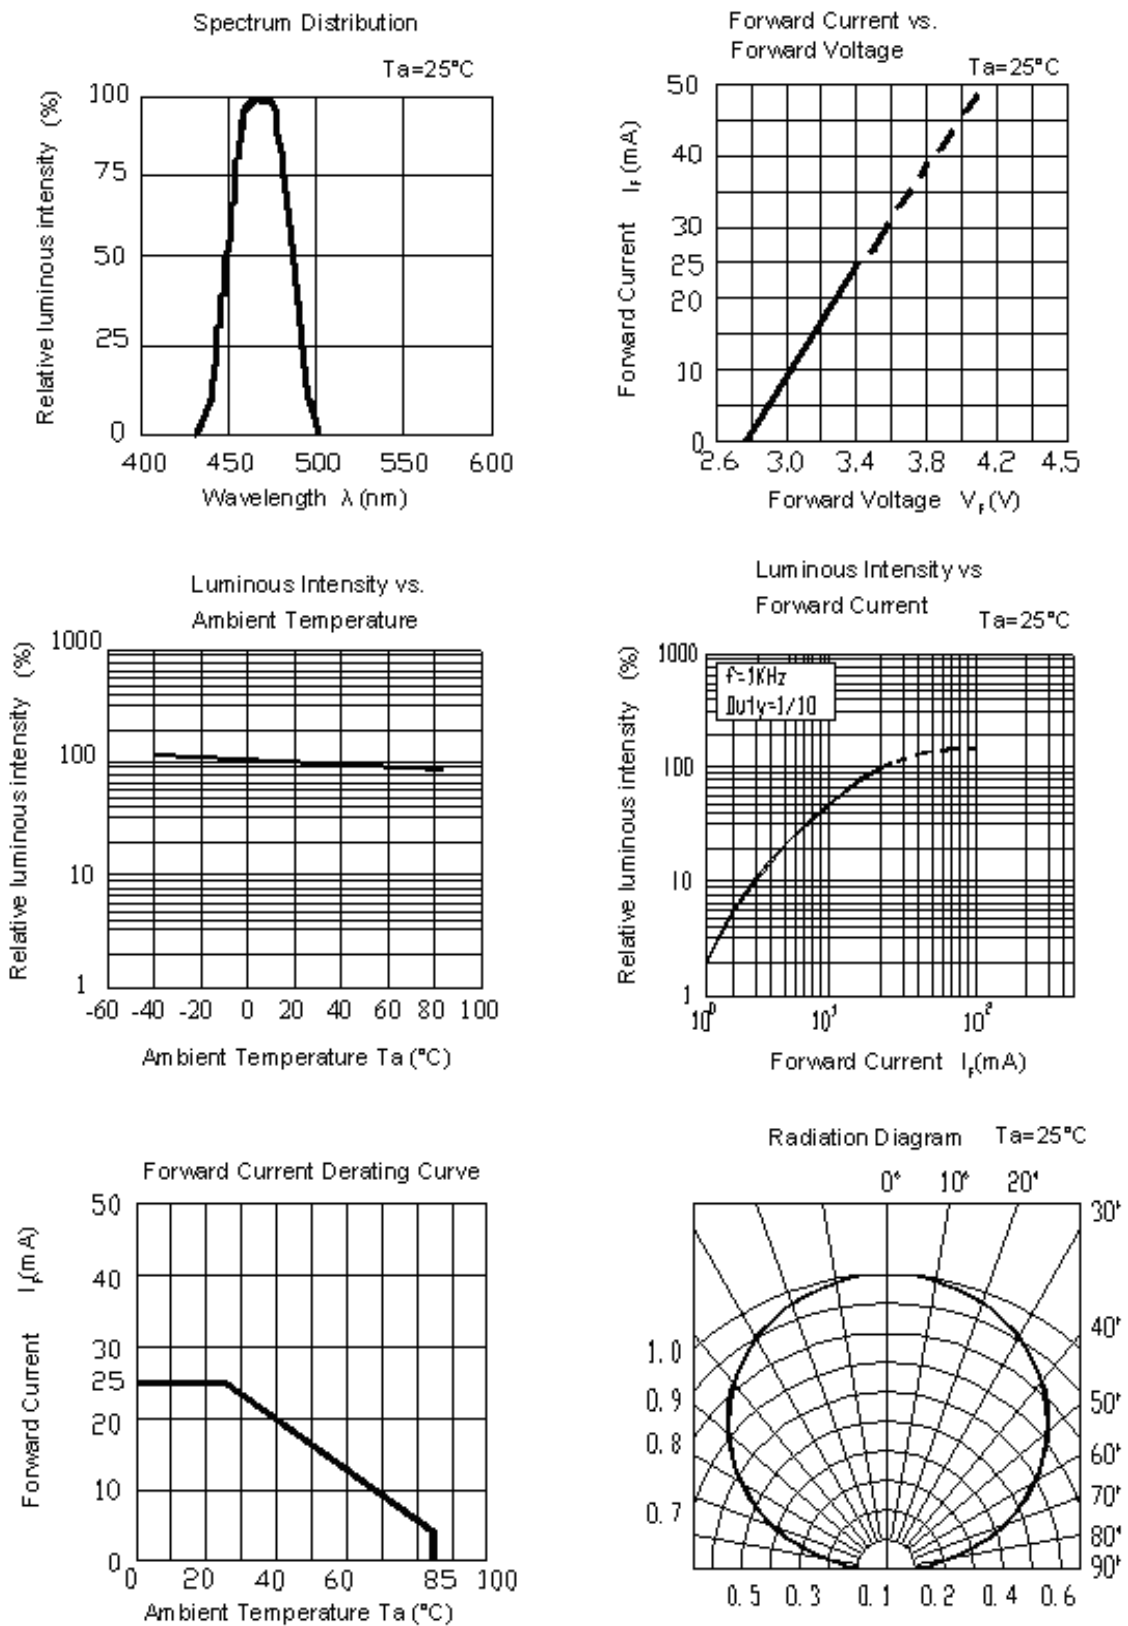 Spectrum Distribution
Ta=25°C
Relative luminous intensity (%)
100
75
50
25
0
400 450 500 550 600
Wavelength λ (nm)
Forward Current vs.
Forward Voltage
Ta=25°C
Forward Current IF (mA)
50
40
30
25
20
10
0
2.6 3.0 3.4 3.8 4.2 4.5
Forward Voltage VF (V)
Luminous Intensity vs.
Ambient Temperature
Relative luminous intensity (%)
1000
100
10
1
-60 -40 -20 0 20 40 60 80 100
Ambient Temperature Ta (°C)
Luminous Intensity vs
Forward Current
Ta=25°C
f=1KHz
Duty=1/10
Relative luminous intensity (%)
1000
100
10
1
10⁰ 10¹ 10²
Forward Current IF(mA)
Forward Current Derating Curve
Forward Current IF(mA)
50
40
30
25
20
10
0
0 20 40 60 85 100
Ambient Temperature Ta (°C)
Radiation Diagram Ta=25°C
0° 10° 20°
30°
40°
50°
60°
70°
80°
90°
1.0
0.9
0.8
0.7
0.5 0.3 0.1 0.2 0.4 0.6